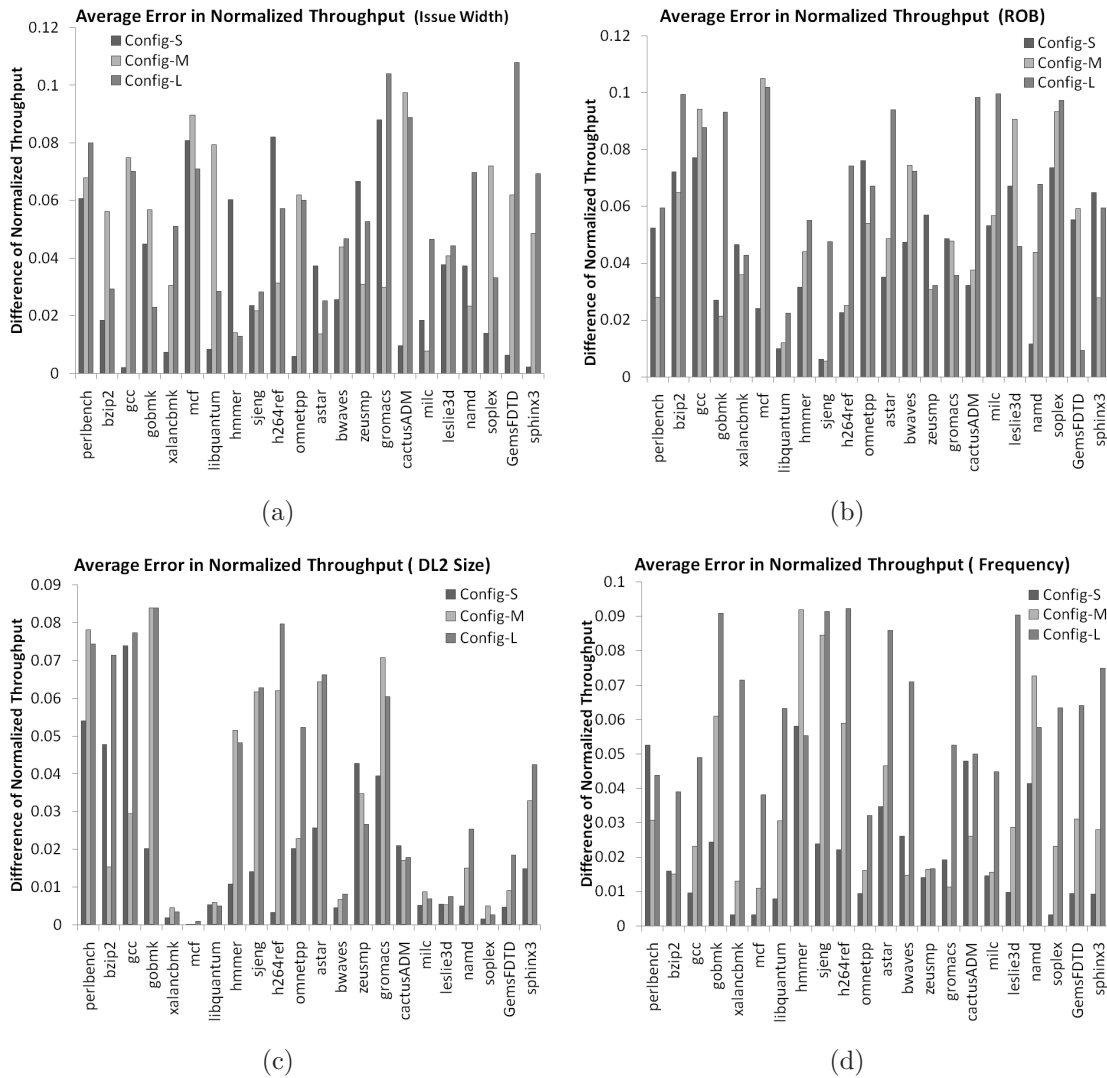 Average Error in Normalized Throughput (Issue Width)
Difference of Normalized Throughput
0.12
0.1
0.08
0.06
0.04
0.02
0
Config-S
Config-M
Config-L
perlbench
bzip2
gcc
gobmk
xalancbmk
mcf
libquantum
hmmer
sjeng
h264ref
omnetpp
astar
bwaves
zeusmp
gromacs
cactusADM
milc
leslie3d
namd
soplex
GemsFDTD
sphinx3
(a)
Average Error in Normalized Throughput (ROB)
Difference of Normalized Throughput
0.12
0.1
0.08
0.06
0.04
0.02
0
Config-S
Config-M
Config-L
perlbench
bzip2
gcc
gobmk
xalancbmk
mcf
libquantum
hmmer
sjeng
h264ref
omnetpp
astar
bwaves
zeusmp
gromacs
cactusADM
milc
leslie3d
namd
soplex
GemsFDTD
sphinx3
(b)
Average Error in Normalized Throughput ( DL2 Size)
Diffrerence of Normalized Throughput
0.09
0.08
0.07
0.06
0.05
0.04
0.03
0.02
0.01
0
Config-S
Config-M
Config-L
perlbench
bzip2
gcc
gobmk
xalancbmk
mcf
libquantum
hmmer
sjeng
h264ref
omnetpp
astar
bwaves
zeusmp
gromacs
cactusADM
milc
leslie3d
namd
soplex
GemsFDTD
sphinx3
(c)
Average Error in Normalized Throughput ( Frequency)
Difference of Normalized Throughput
0.1
0.09
0.08
0.07
0.06
0.05
0.04
0.03
0.02
0.01
0
Config-S
Config-M
Config-L
perlbench
bzip2
gcc
gobmk
xalancbmk
mcf
libquantum
hmmer
sjeng
h264ref
omnetpp
astar
bwaves
zeusmp
gromacs
cactusADM
milc
leslie3d
namd
soplex
GemsFDTD
sphinx3
(d)